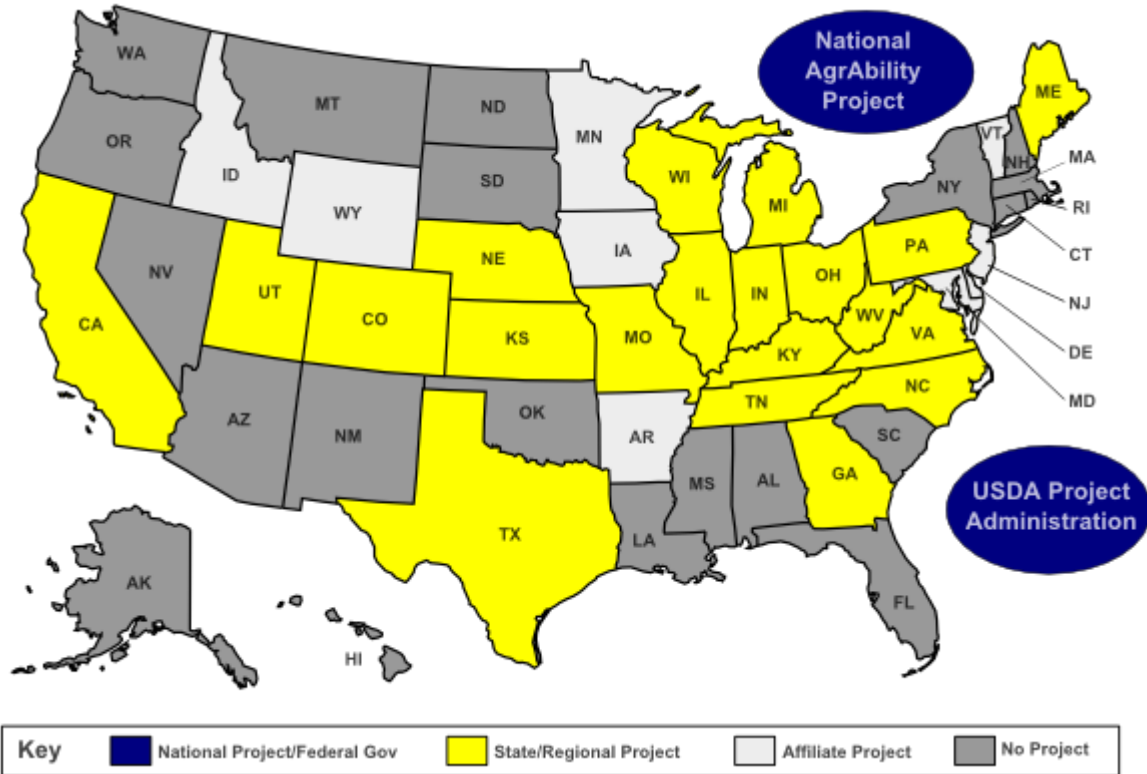 National
AgrAbility
Project
WA
ME
MT
ND
VT
MN
OR
NH
MA
ID
SD
WI
NY
WY
MI
RI
IA
PA
CT
NE
NV
OH
UT
IL
IN
NJ
CO
WV
CA
KS
MO
VA
DE
KY
NC
MD
TN
OK
AZ
NM
AR
SC
GA
MS
AL
USDA Project
Administration
TX
LA
AK
FL
HI
Key
National Project/Federal Gov
State/Regional Project
Affiliate Project
No Project